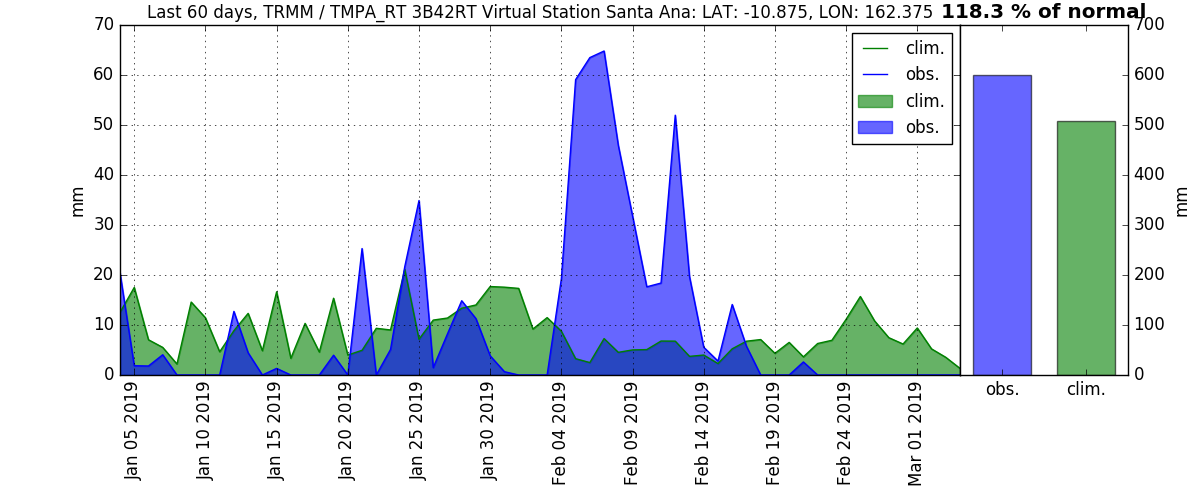 Last 60 days, TRMM / TMPA_RT 3B42RT Virtual Station Santa Ana: LAT: -10.875, LON: 162.375 118.3 % of normal
70
60
50
40
30
20
10
0
mm
clim.
obs.
clim.
obs.
Jan 05 2019
Jan 10 2019
Jan 15 2019
Jan 20 2019
Jan 25 2019
Jan 30 2019
Feb 04 2019
Feb 09 2019
Feb 14 2019
Feb 19 2019
Feb 24 2019
Mar 01 2019
700
600
500
400
300
200
100
0
mm
obs. clim.